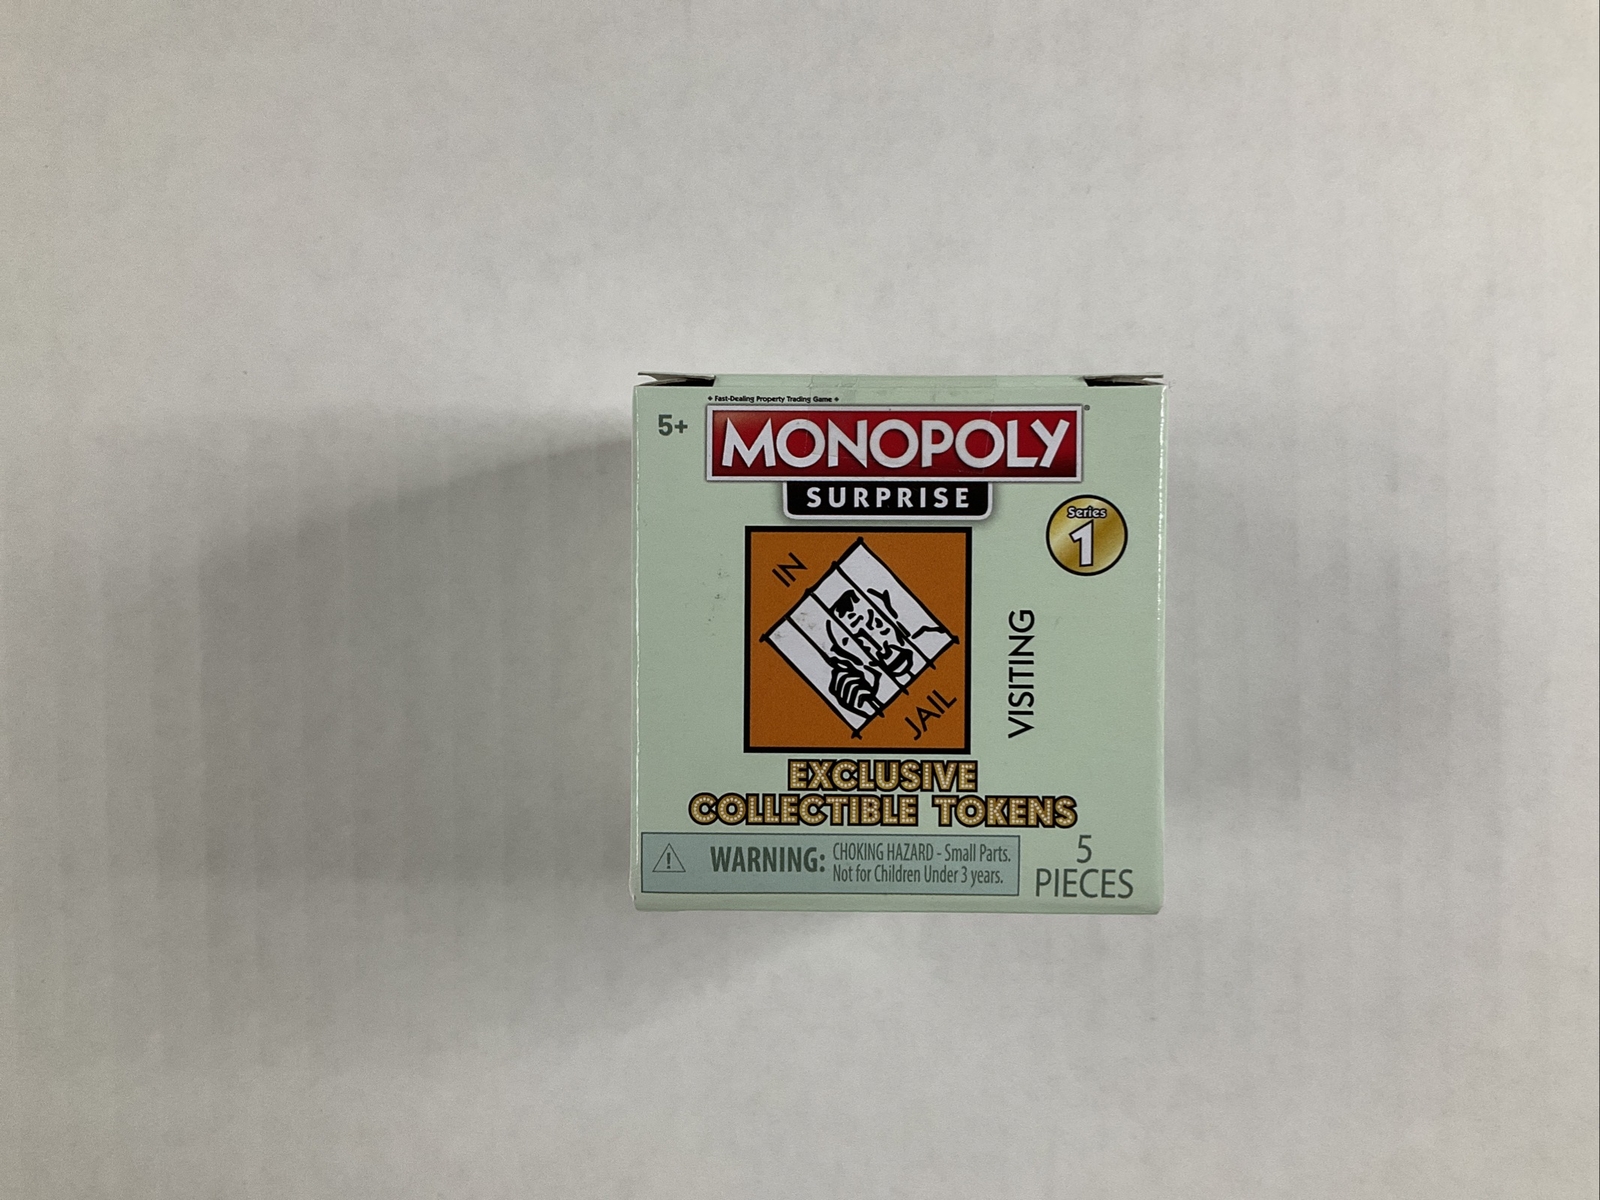 ✦ Fast-Dealing Property Trading Game ✦
5+
MONOPOLY®
SURPRISE
Series
1
IN
JAIL
VISITING
EXCLUSIVE
COLLECTIBLE TOKENS
WARNING: CHOKING HAZARD - Small Parts.
Not for Children Under 3 years.
5
PIECES